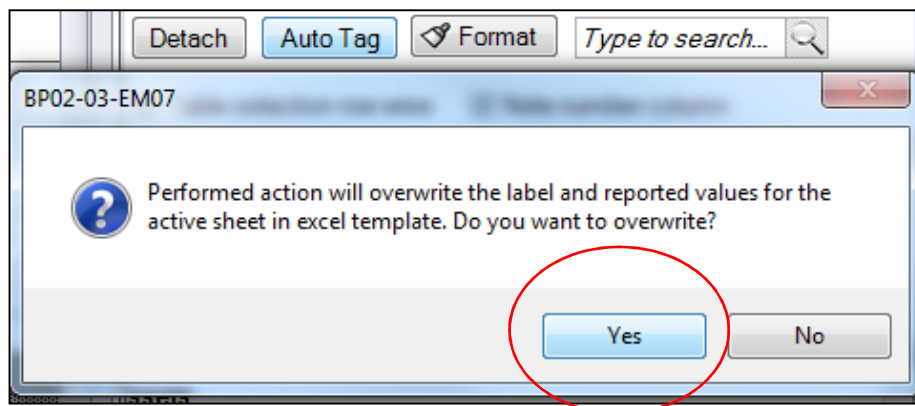 Detach Auto Tag Format Type to search...
BP02-03-EM07
Performed action will overwrite the label and reported values for the
active sheet in excel template. Do you want to overwrite?
Yes No